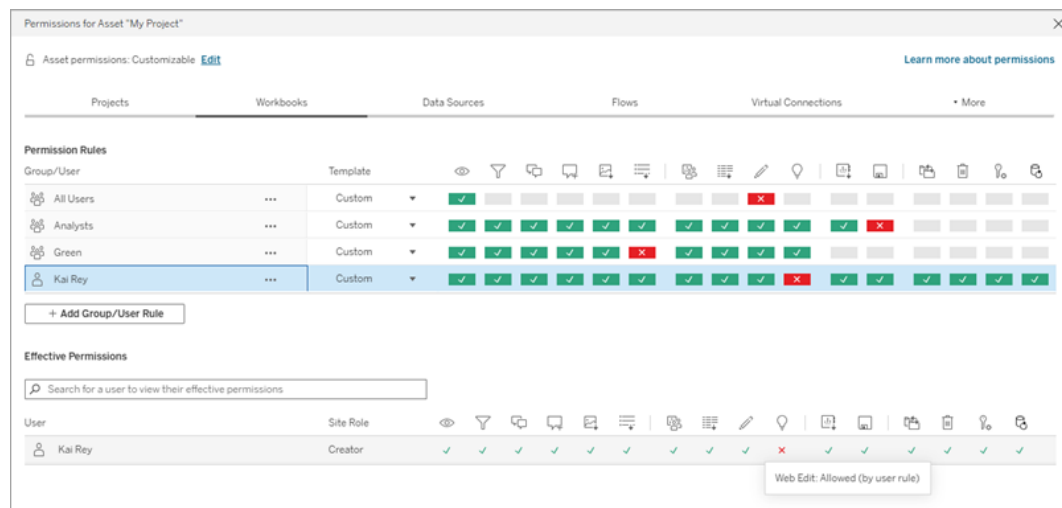 Permissions for Asset "My Project"
Asset permissions: Customizable Edit
Learn more about permissions
Projects Workbooks Data Sources Flows Virtual Connections • More
Permission Rules
Group/User Template
All Users ••• Custom
Analysts ••• Custom
Green ••• Custom
Kai Rey ••• Custom
+ Add Group/User Rule
Effective Permissions
Search for a user to view their effective permissions
User Site Role
Kai Rey Creator
Web Edit: Allowed (by user rule)